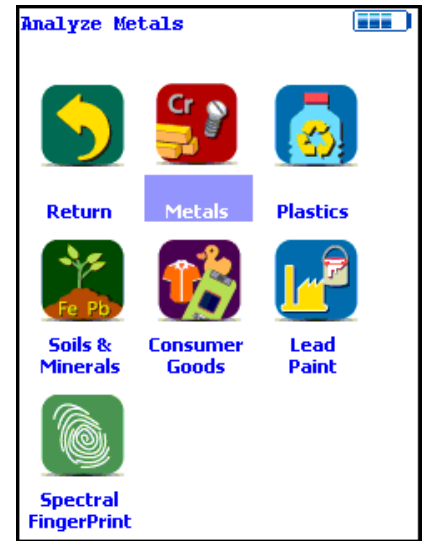 Analyze Metals
Cr
Return
Metals
Plastics
Fe Pb
Soils &
Minerals
Consumer
Goods
Lead
Paint
Spectral
FingerPrint